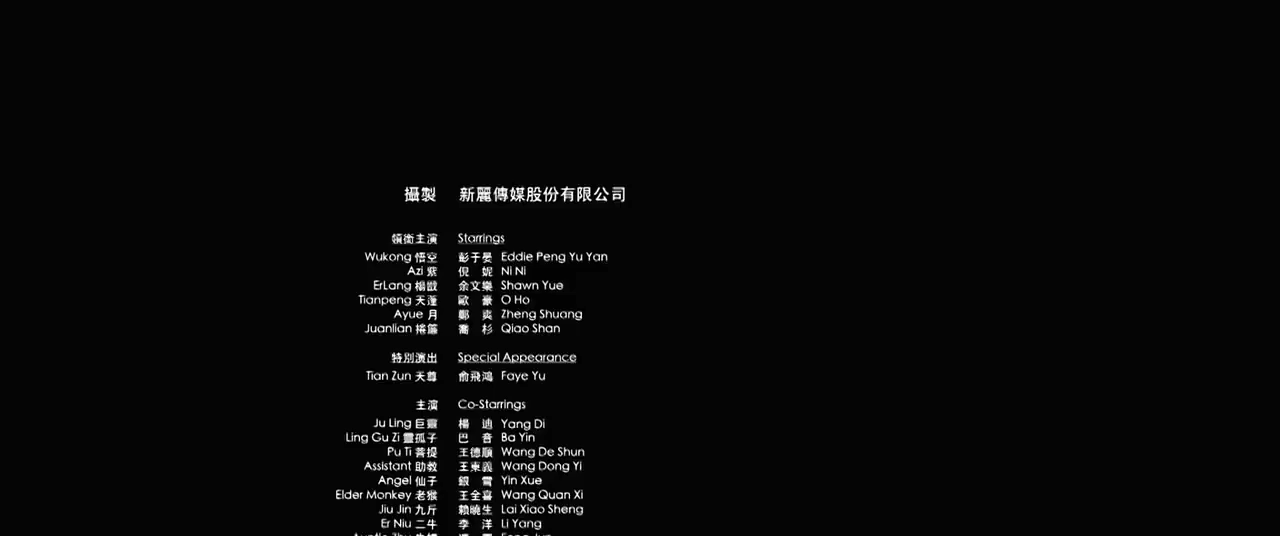 攝製 新麗傳媒股份有限公司
領銜主演 Starrings
Wukong 悟空 彭于晏 Eddie Peng Yu Yan
Azi 紫 倪 妮 Ni Ni
ErLang 楊戩 余文樂 Shawn Yue
Tianpeng 天蓬 歐 豪 O Ho
Ayue 月 鄭 爽 Zheng Shuang
Juanlian 捲簾 喬 杉 Qiao Shan
特別演出 Special Appearance
Tian Zun 天尊 俞飛鴻 Faye Yu
主演 Co-Starrings
Ju Ling 巨靈 楊 迪 Yang Di
Ling Gu Zi 靈孤子 巴 音 Ba Yin
Pu Ti 菩提 王德順 Wang De Shun
Assistant 助教 王東義 Wang Dong Yi
Angel 仙子 銀 雪 Yin Xue
Elder Monkey 老猴 王全喜 Wang Quan Xi
Jiu Jin 九斤 賴曉生 Lai Xiao Sheng
Er Niu 二牛 李 洋 Li Yang